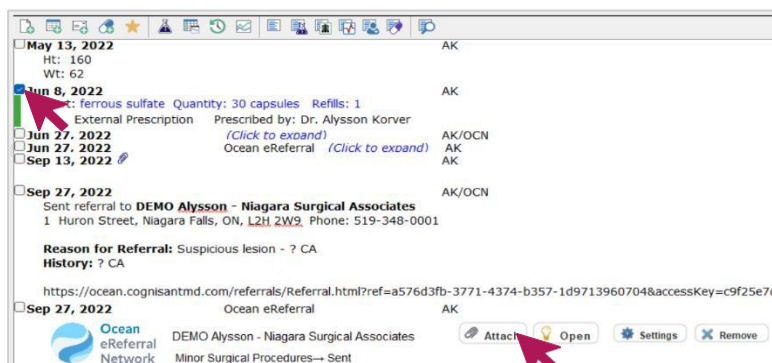 May 13, 2022 AK
Ht: 160
Wt: 62
Jun 8, 2022 AK
t: ferrous sulfate Quantity: 30 capsules Refills: 1
External Prescription Prescribed by: Dr. Alysson Korver
Jun 27, 2022 (Click to expand) AK/OCN
Jun 27, 2022 Ocean eReferral (Click to expand) AK
Sep 13, 2022 AK
Sep 27, 2022 AK/OCN
Sent referral to DEMO Alysson - Niagara Surgical Associates
1 Huron Street, Niagara Falls, ON, L2H 2W9 Phone: 519-348-0001
Reason for Referral: Suspicious lesion - ? CA
History: ? CA
https://ocean.cognisantmd.com/referrals/Referral.html?ref=a576d3fb-3771-4374-b357-1d9713960704&accessKey=c9f25e7
Sep 27, 2022 Ocean eReferral AK
Ocean
eReferral
Network
DEMO Alysson - Niagara Surgical Associates
Minor Surgical Procedures→ Sent
Attach Open Settings Remove